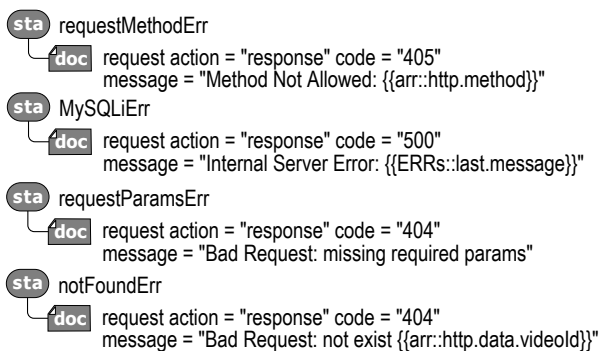 sta requestMethodErr
doc request action = "response" code = "405"
message = "Method Not Allowed: {{arr::http.method}}"
sta MySQLiErr
doc request action = "response" code = "500"
message = "Internal Server Error: {{ERRs::last.message}}"
sta requestParamsErr
doc request action = "response" code = "404"
message = "Bad Request: missing required params"
sta notFoundErr
doc request action = "response" code = "404"
message = "Bad Request: not exist {{arr::http.data.videoId}}"